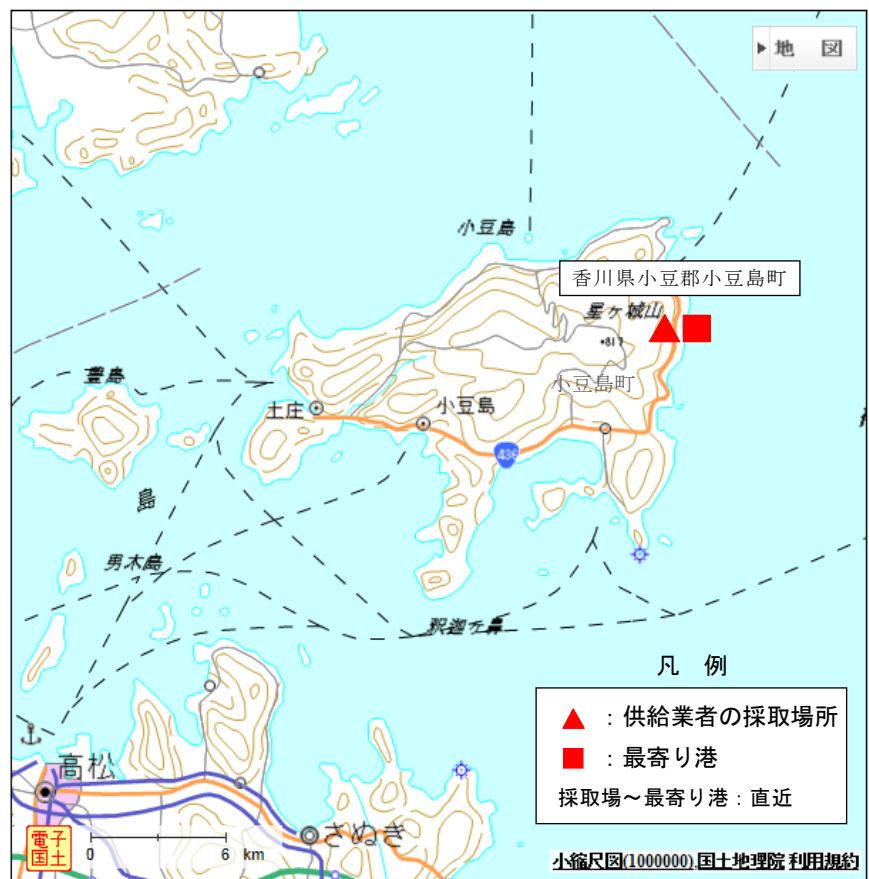 地 図
小豆島
香川県小豆郡小豆島町
星ヶ城山
•817
小豆島町
豊島
土庄
小豆島
436
島
男木島
釈迦ケ鼻
凡 例
▲ : 供給業者の採取場所
■ : 最寄り港
採取場~最寄り港:直近
高松
さぬき
電子
国土
0 6 km
小縮尺図(1000000),国土地理院 利用規約